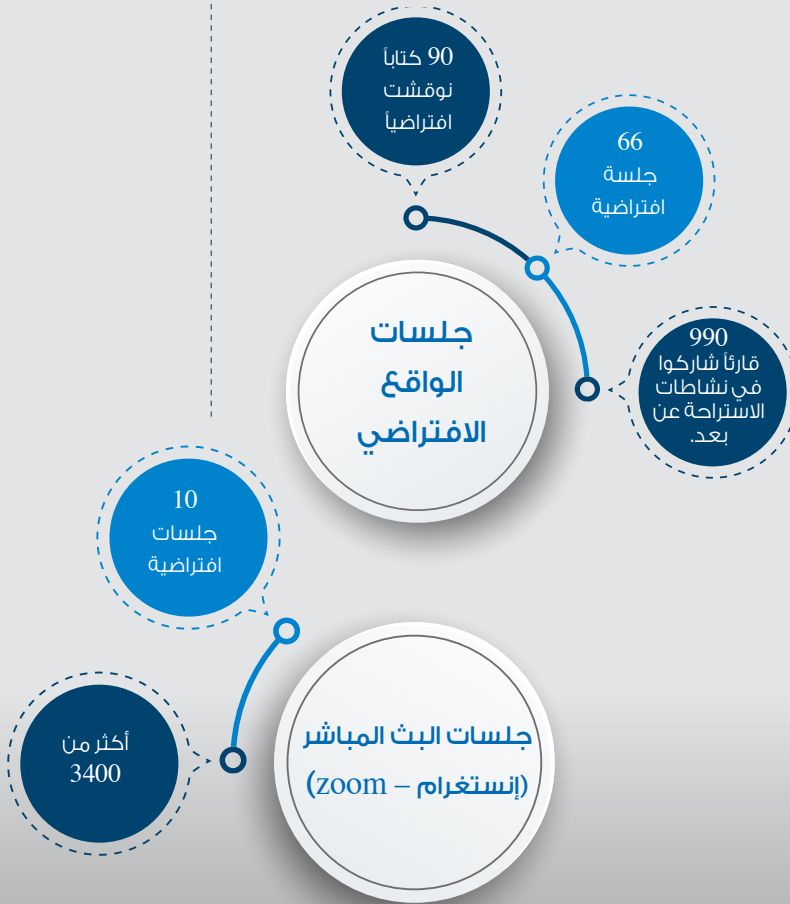 90 كتاباً
نوقشت
افتراضياً
66
جلسة
افتراضية
990
قارئاً شاركوا
في نشاطات
الاستراحة عن
بعد.
جلسات
الواقع
الافتراضي
10
جلسات
افتراضية
أكثر من
3400
جلسات البث المباشر
(إنستغرام – zoom)